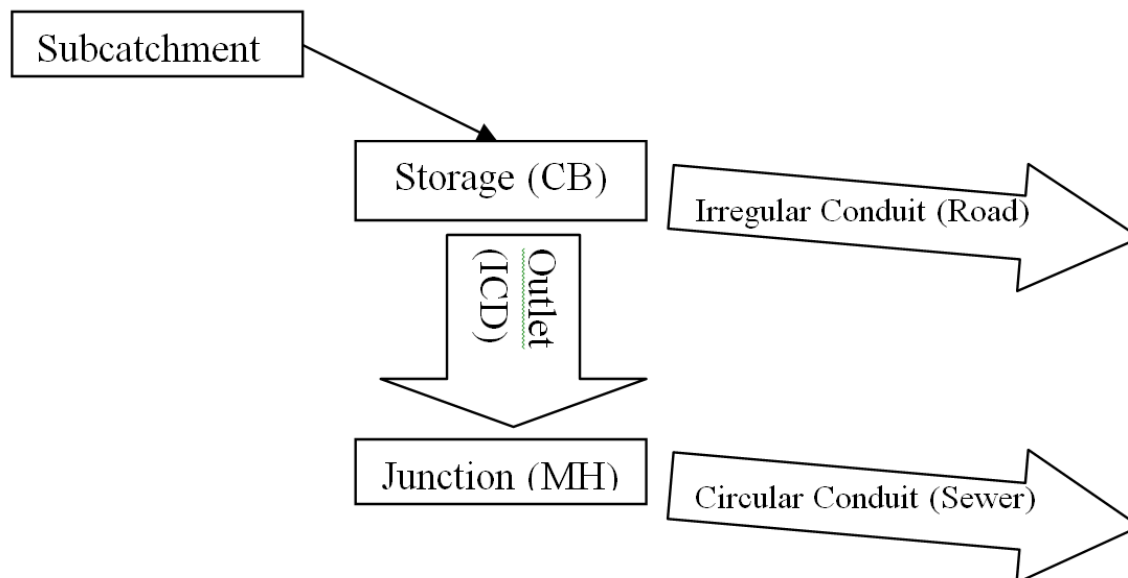 Subcatchment
Storage (CB)
Irregular Conduit (Road)
Outlet
(ICD)
Junction (MH)
Circular Conduit (Sewer)